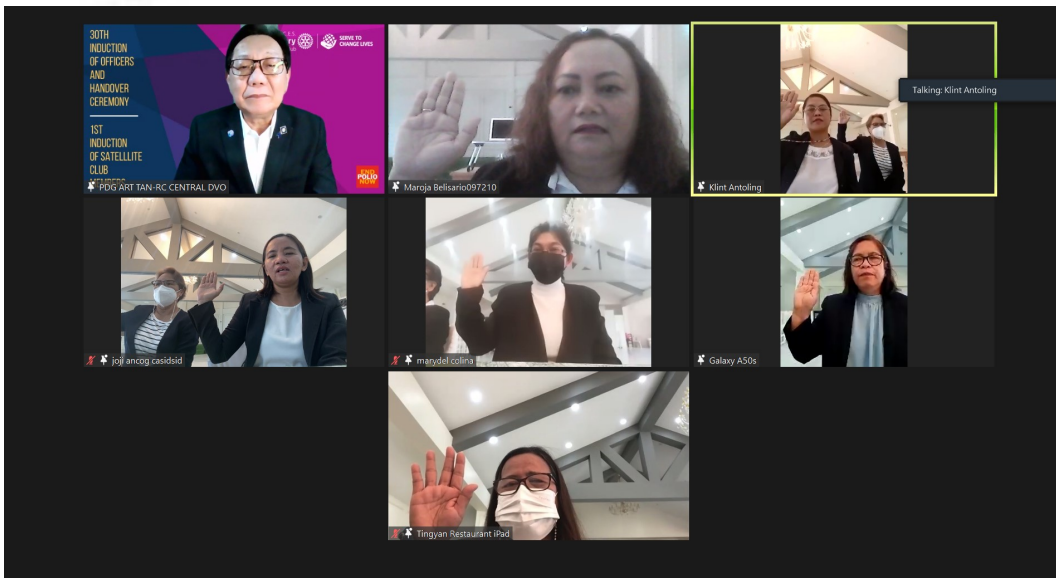 30TH
INDUCTION
OF OFFICERS
AND
HANDOVER
CEREMONY
1ST
INDUCTION
OF SATELLLITE
CLUB
SERVE TO
CHANGE LIVES
END
POLIO
NOW
PDG ART TAN-RC CENTRAL DVO
Maroja Belisario097210
Talking: Klint Antoling
Klint Antoling
joji ancog casidsid
marydel colina
Galaxy A50s
Tingyan Restaurant iPad